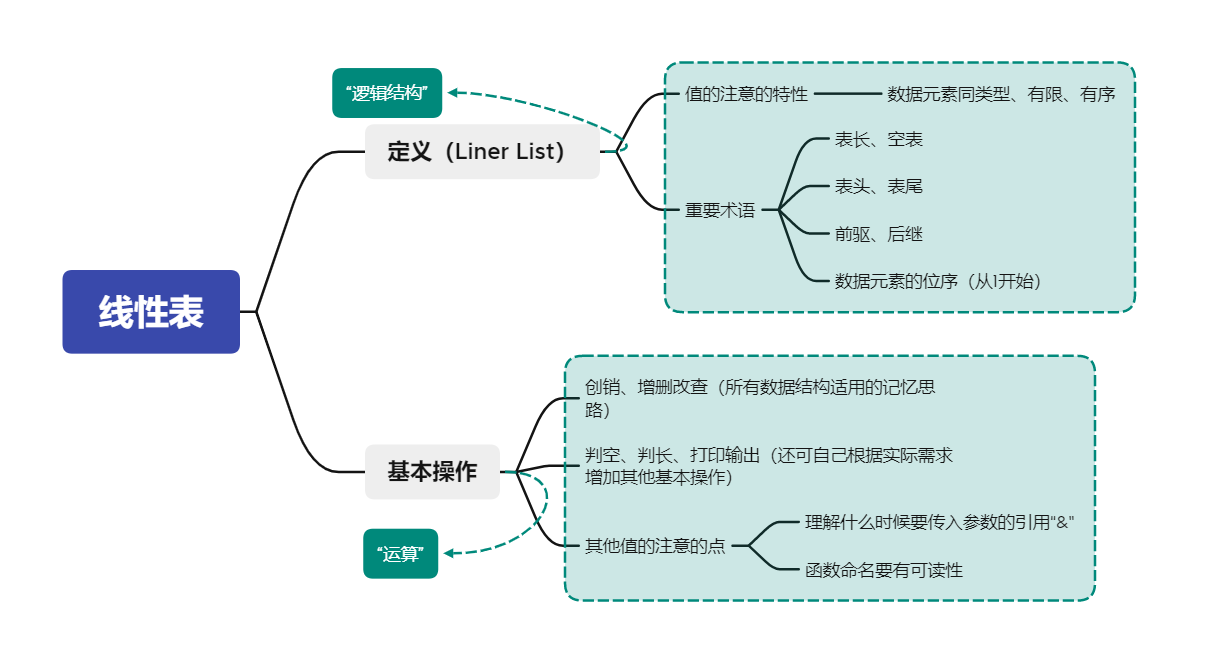 线性表
“逻辑结构”
定义（Liner List）
值的注意的特性
数据元素同类型、有限、有序
重要术语
表长、空表
表头、表尾
前驱、后继
数据元素的位序（从1开始）
基本操作
“运算”
创销、增删改查（所有数据结构适用的记忆思
路）
判空、判长、打印输出（还可自己根据实际需求
增加其他基本操作）
其他值的注意的点
理解什么时候要传入参数的引用"&"
函数命名要有可读性